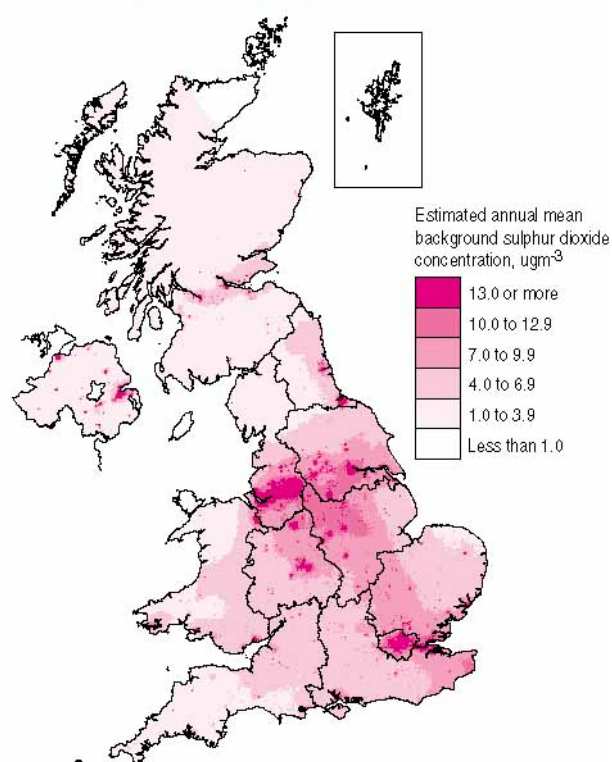 Estimated annual mean
background sulphur dioxide
concentration, ugm-3
13.0 or more
10.0 to 12.9
7.0 to 9.9
4.0 to 6.9
1.0 to 3.9
Less than 1.0